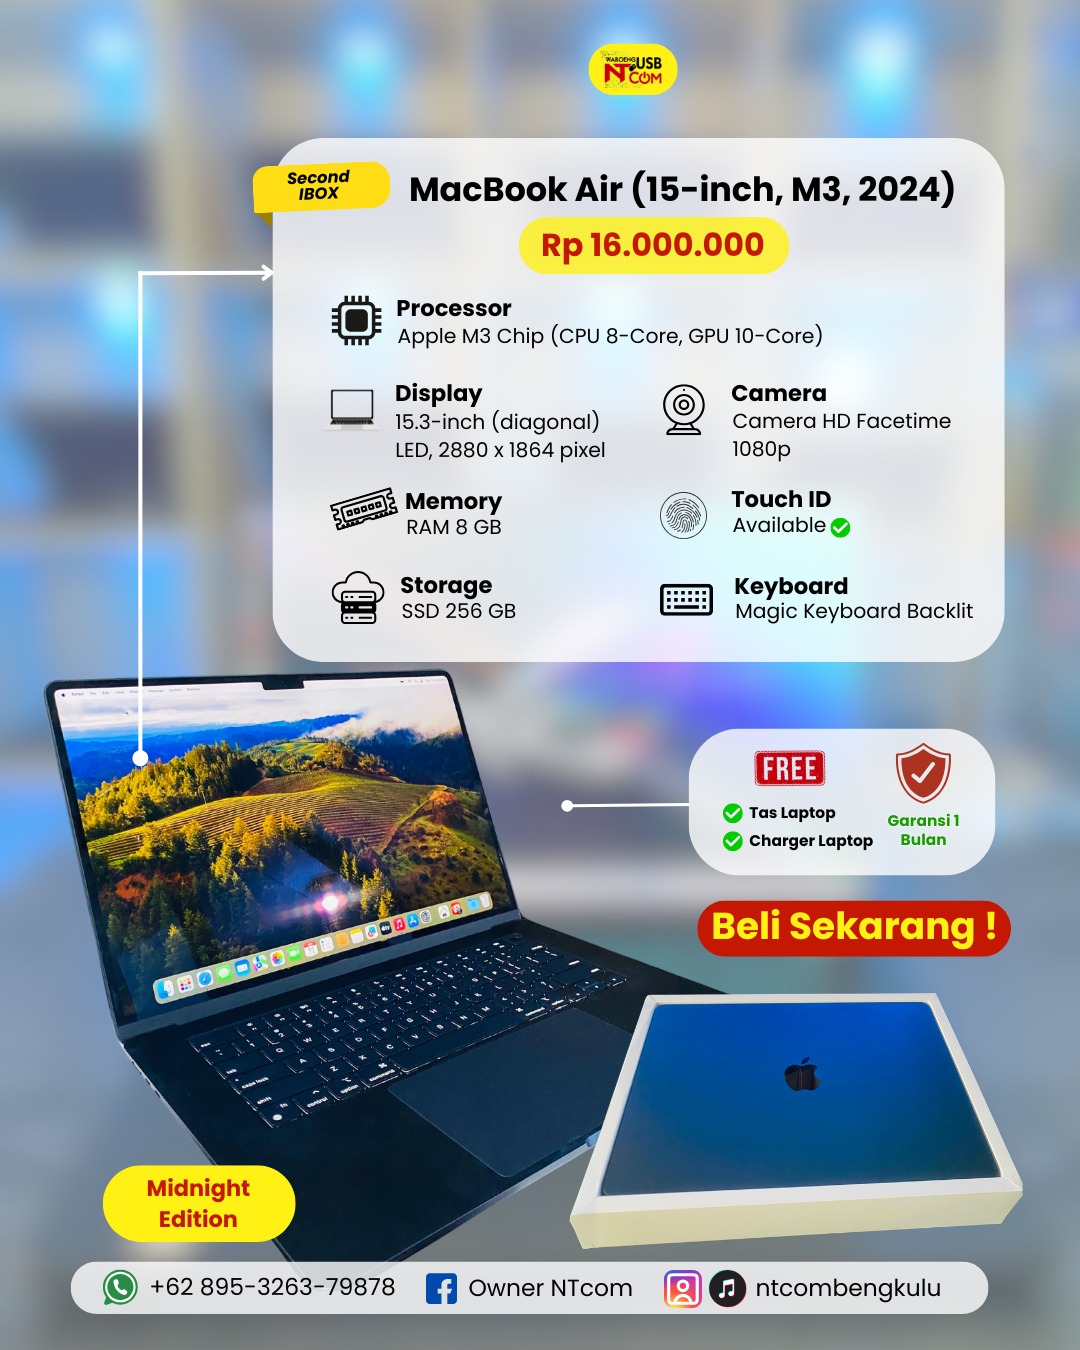 WAROENG USB
NT COM
Second
IBOX
MacBook Air (15-inch, M3, 2024)
Rp 16.000.000
Processor
Apple M3 Chip (CPU 8-Core, GPU 10-Core)
Display
15.3-inch (diagonal)
LED, 2880 x 1864 pixel
Camera
Camera HD Facetime
1080p
Memory
RAM 8 GB
Touch ID
Available
Storage
SSD 256 GB
Keyboard
Magic Keyboard Backlit
FREE
Tas Laptop
Charger Laptop
Garansi 1
Bulan
Beli Sekarang !
Midnight
Edition
+62 895-3263-79878
Owner NTcom
ntcombengkulu